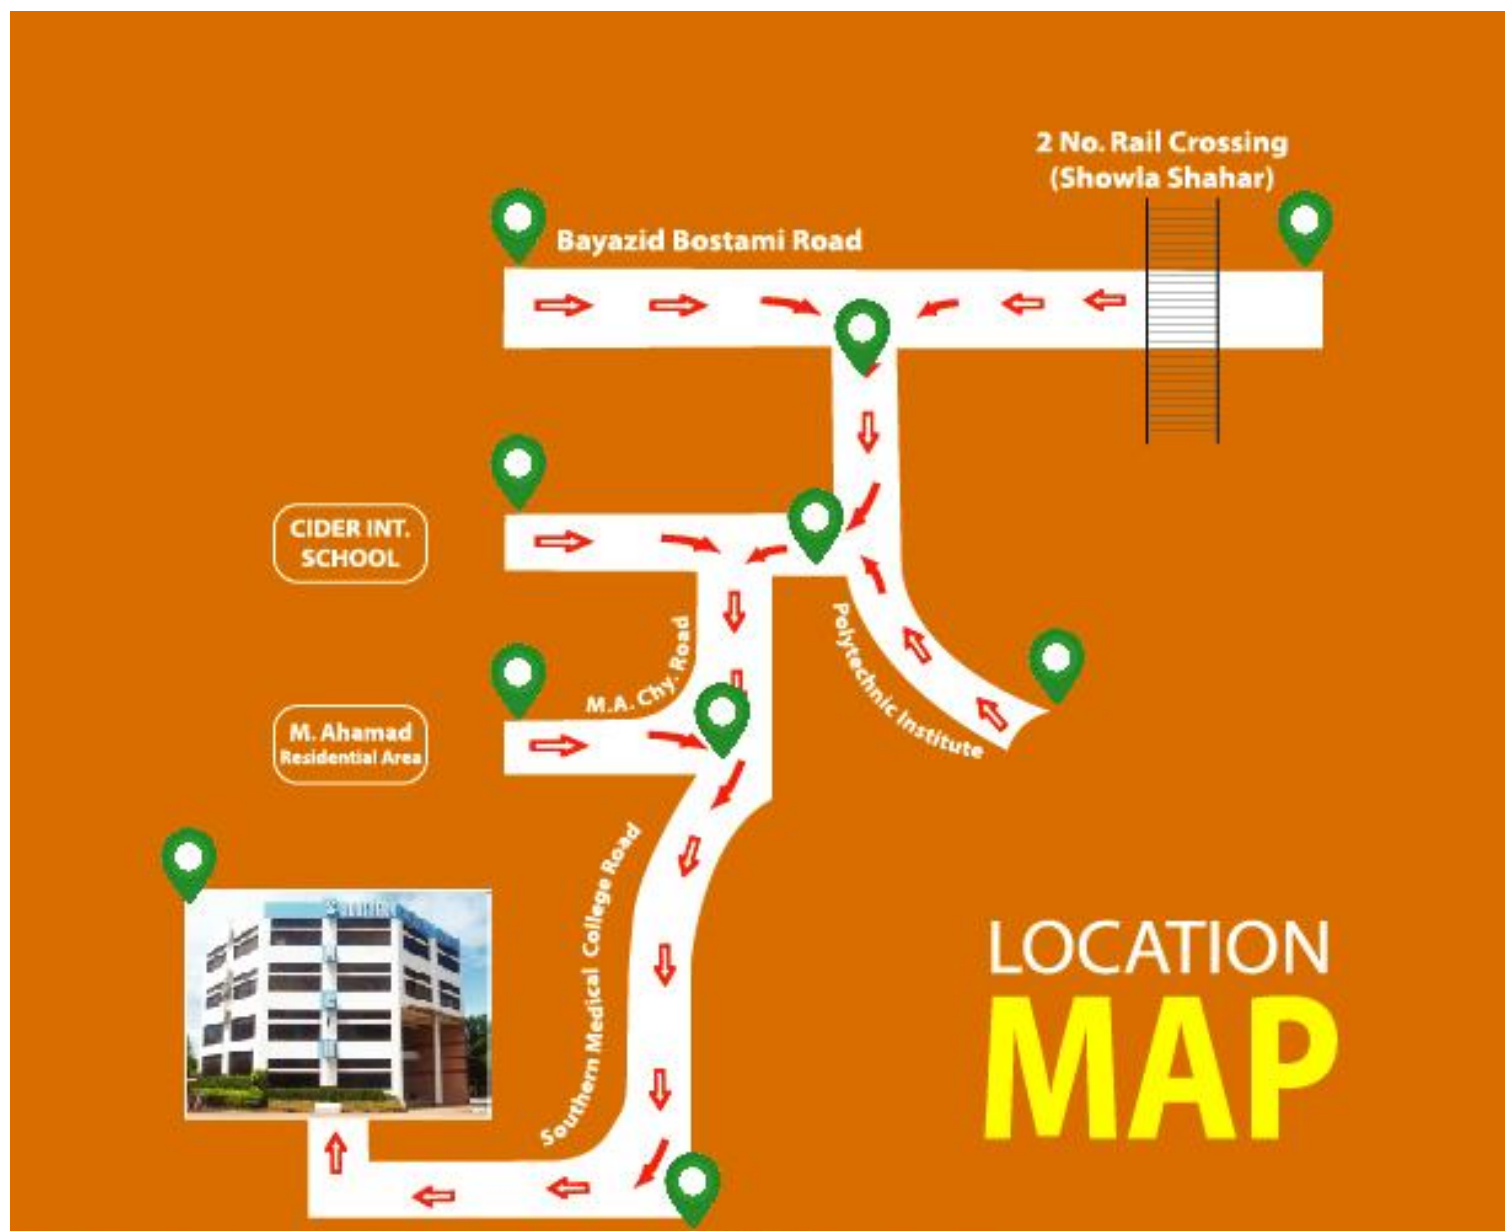 2 No. Rail Crossing
(Showla Shahar)
Bayazid Bostami Road
CIDER INT.
SCHOOL
M.A. Chy. Road
Polytechnic Institute
M. Ahamad
Residential Area
Southern Medical College Road
LOCATION
MAP